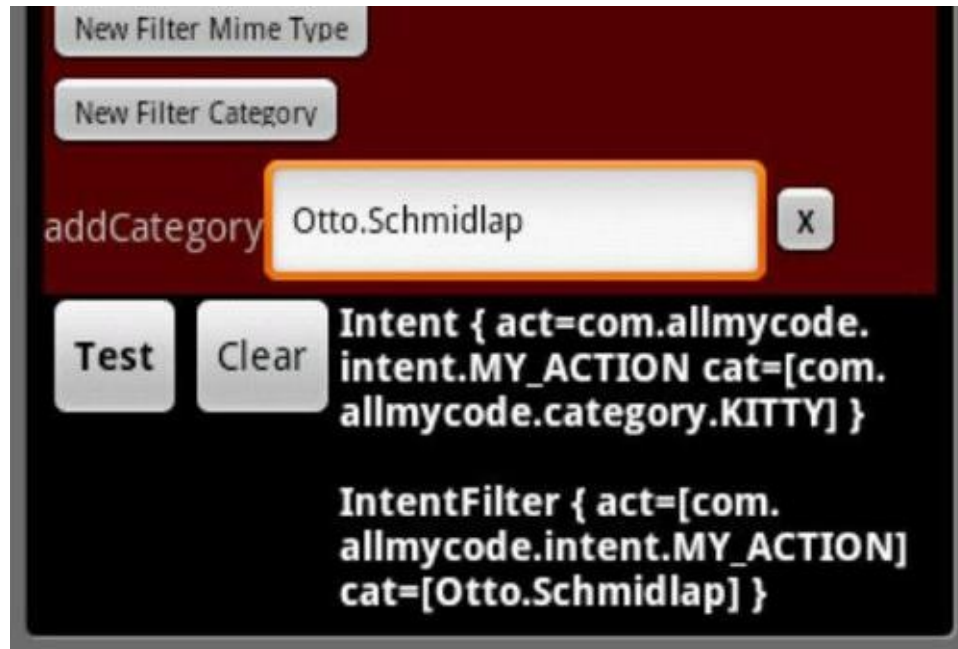 New Filter Mime Type
New Filter Category
addCategory Otto.Schmidlap X
Test Clear
Intent { act=com.allmycode.
intent.MY_ACTION cat=[com.
allmycode.category.KITTY] }
IntentFilter { act=[com.
allmycode.intent.MY_ACTION]
cat=[Otto.Schmidlap] }